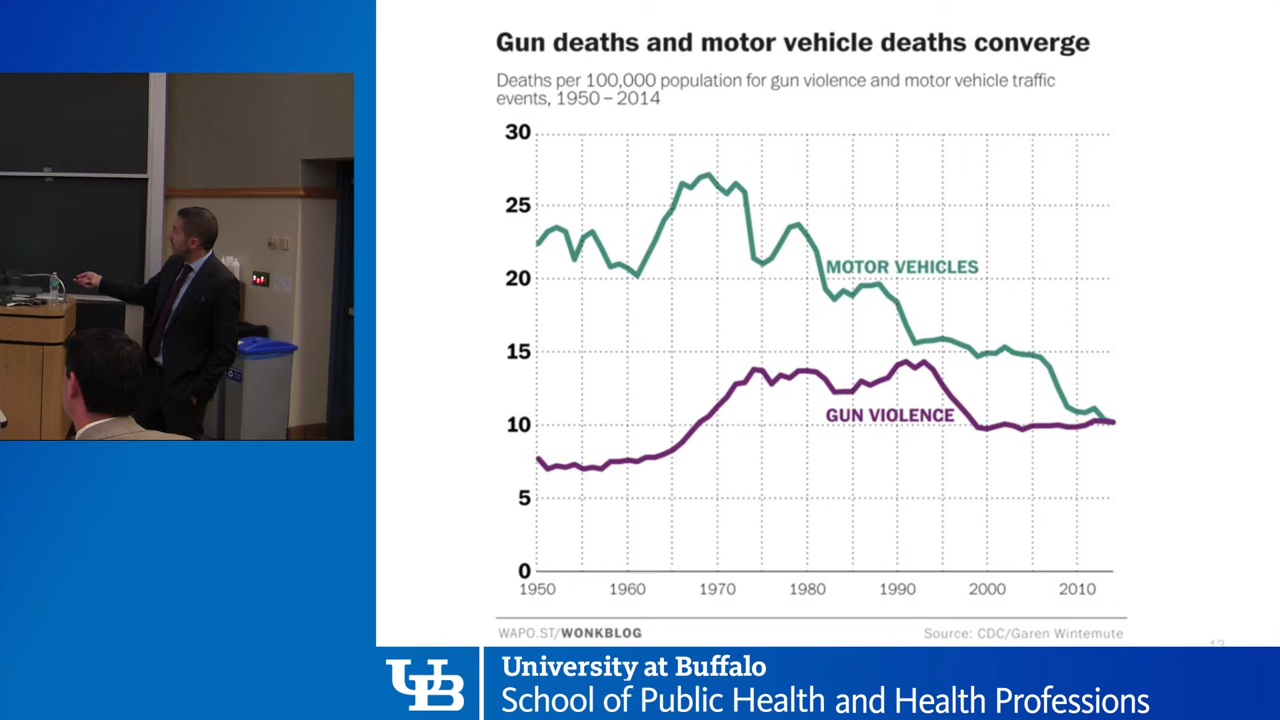 Gun deaths and motor vehicle deaths converge
Deaths per 100,000 population for gun violence and motor vehicle traffic
events, 1950 – 2014
30
25
20
15
10
5
0
MOTOR VEHICLES
GUN VIOLENCE
1950 1960 1970 1980 1990 2000 2010
WAPO.ST/WONKBLOG
Source: CDC/Garen Wintemute
UB
University at Buffalo
School of Public Health and Health Professions